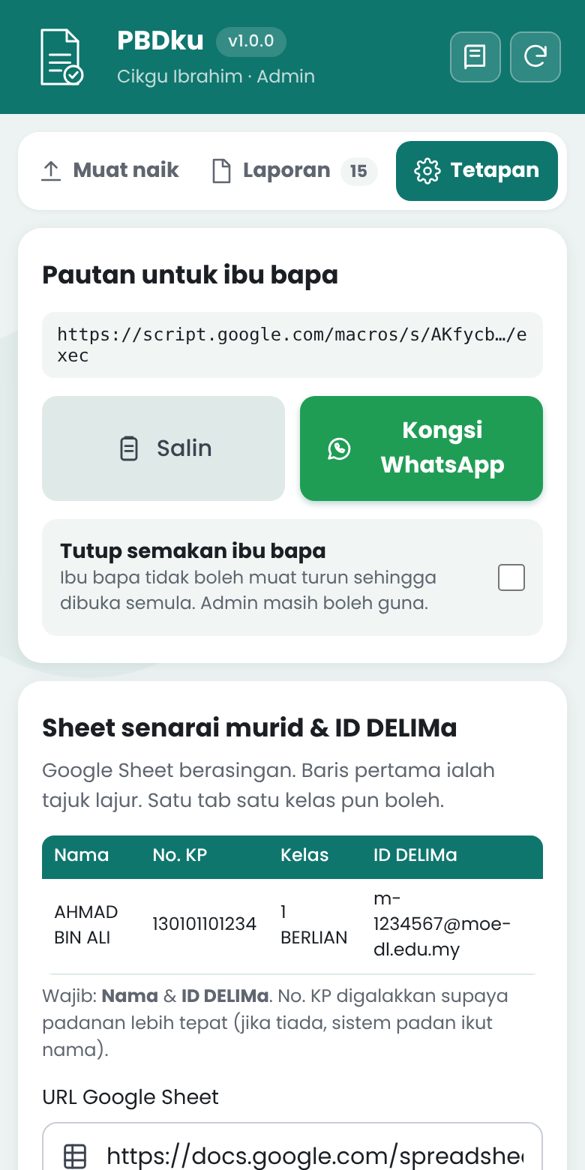 PBDku v1.0.0
Cikgu Ibrahim · Admin
Muat naik
Laporan 15
Tetapan
Pautan untuk ibu bapa
https://script.google.com/macros/s/AKfycb…/e
xec
Salin
Kongsi
WhatsApp
Tutup semakan ibu bapa
Ibu bapa tidak boleh muat turun sehingga
dibuka semula. Admin masih boleh guna.
Sheet senarai murid & ID DELIMa
Google Sheet berasingan. Baris pertama ialah
tajuk lajur. Satu tab satu kelas pun boleh.
Nama No. KP Kelas ID DELIMa
AHMAD
BIN ALI
130101101234
1
BERLIAN
m-
1234567@moe-
dl.edu.my
Wajib: Nama & ID DELIMa. No. KP digalakkan supaya
padanan lebih tepat (jika tiada, sistem padan ikut
nama).
URL Google Sheet
https://docs.google.com/spreadshe